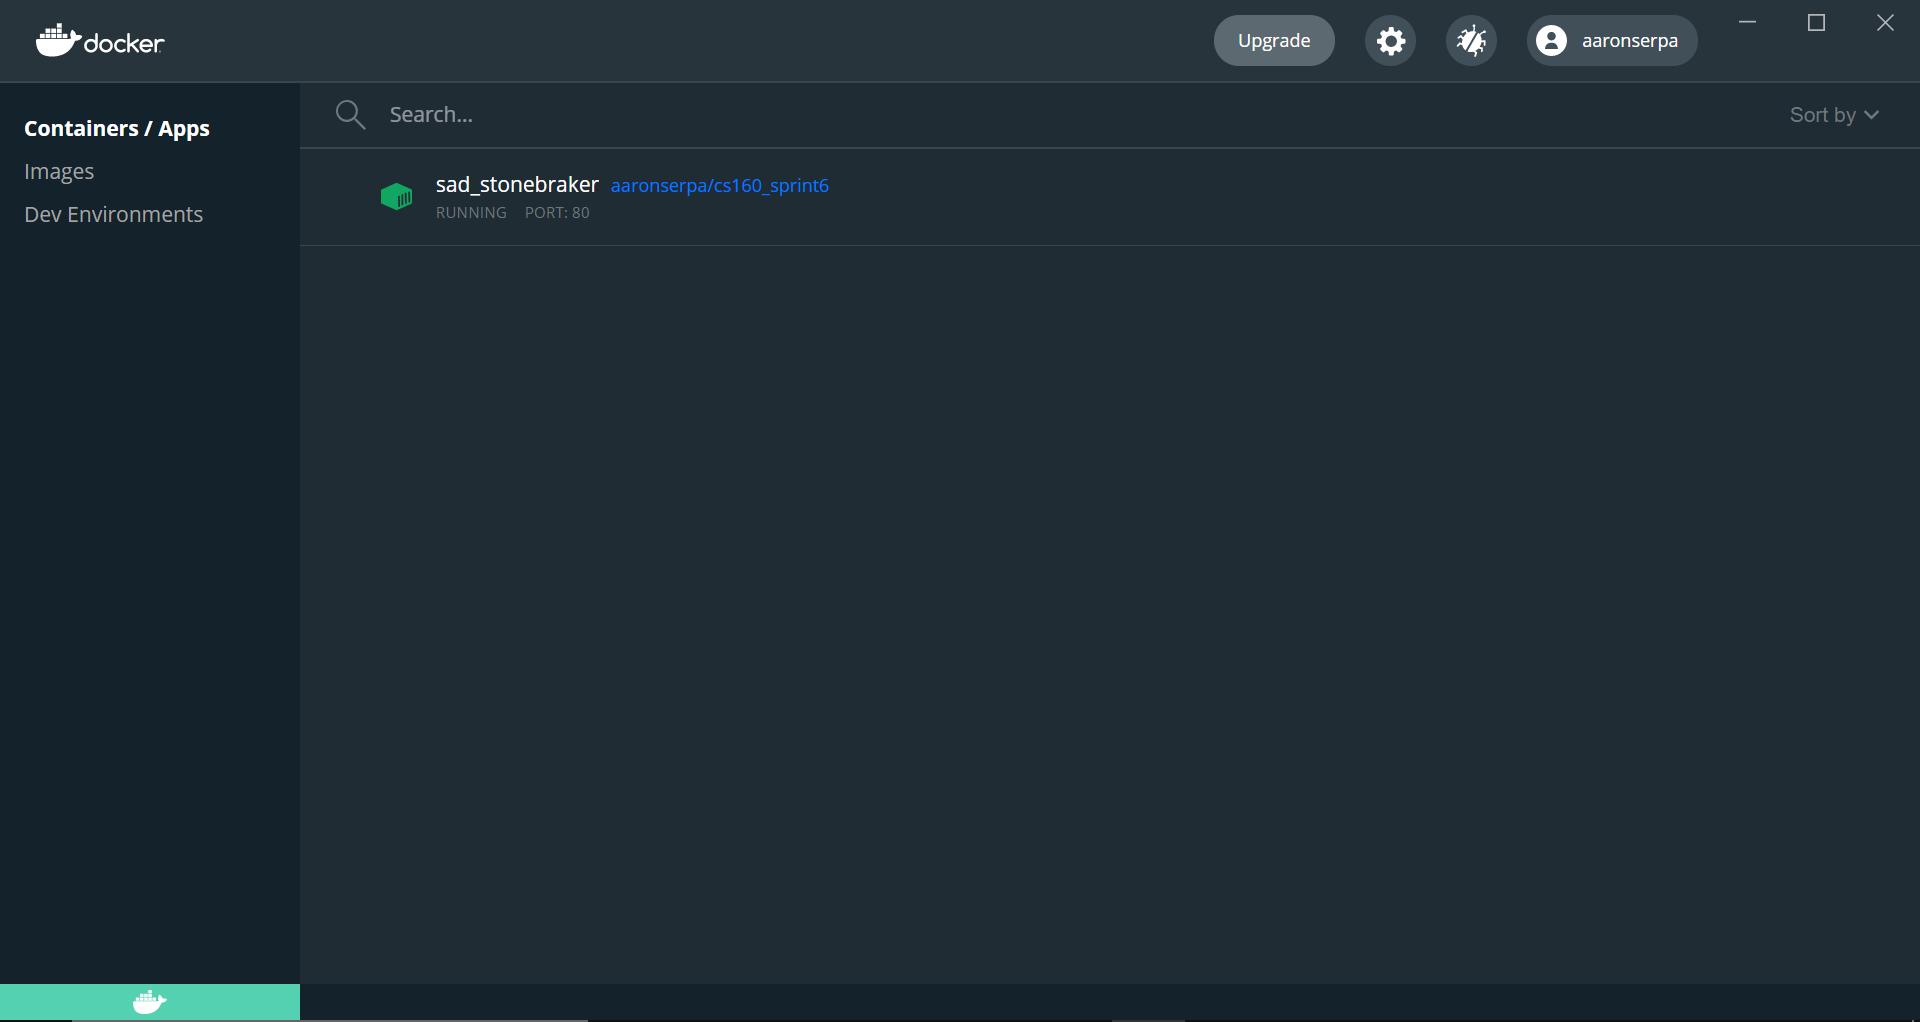 docker
Upgrade
aaronserpa
Containers / Apps
Images
Dev Environments
Search...
Sort by
sad_stonebraker aaronserpa/cs160_sprint6
RUNNING PORT: 80